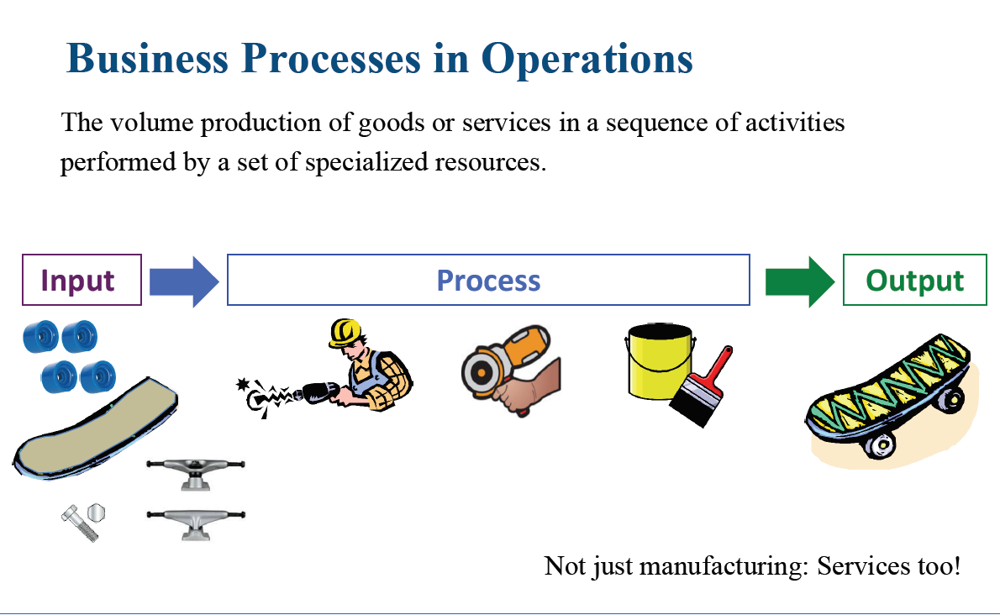 Business Processes in Operations
The volume production of goods or services in a sequence of activities
performed by a set of specialized resources.
Input
Process
Output
Not just manufacturing: Services too!